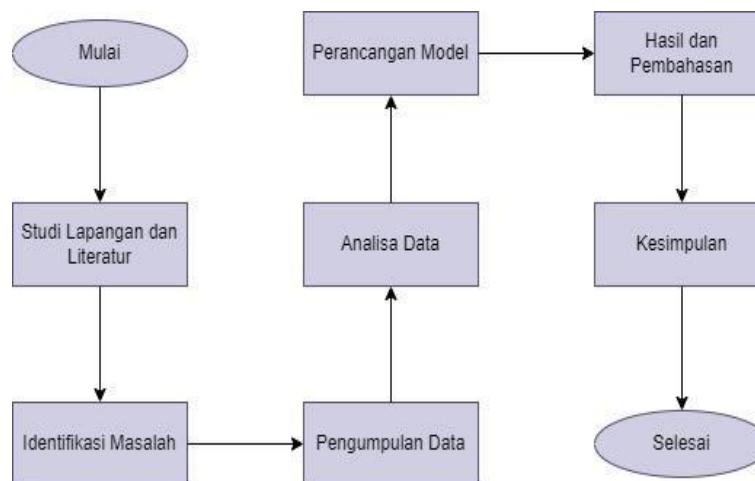 Mulai
Studi Lapangan dan
Literatur
Identifikasi Masalah
Pengumpulan Data
Analisa Data
Perancangan Model
Hasil dan
Pembahasan
Kesimpulan
Selesai